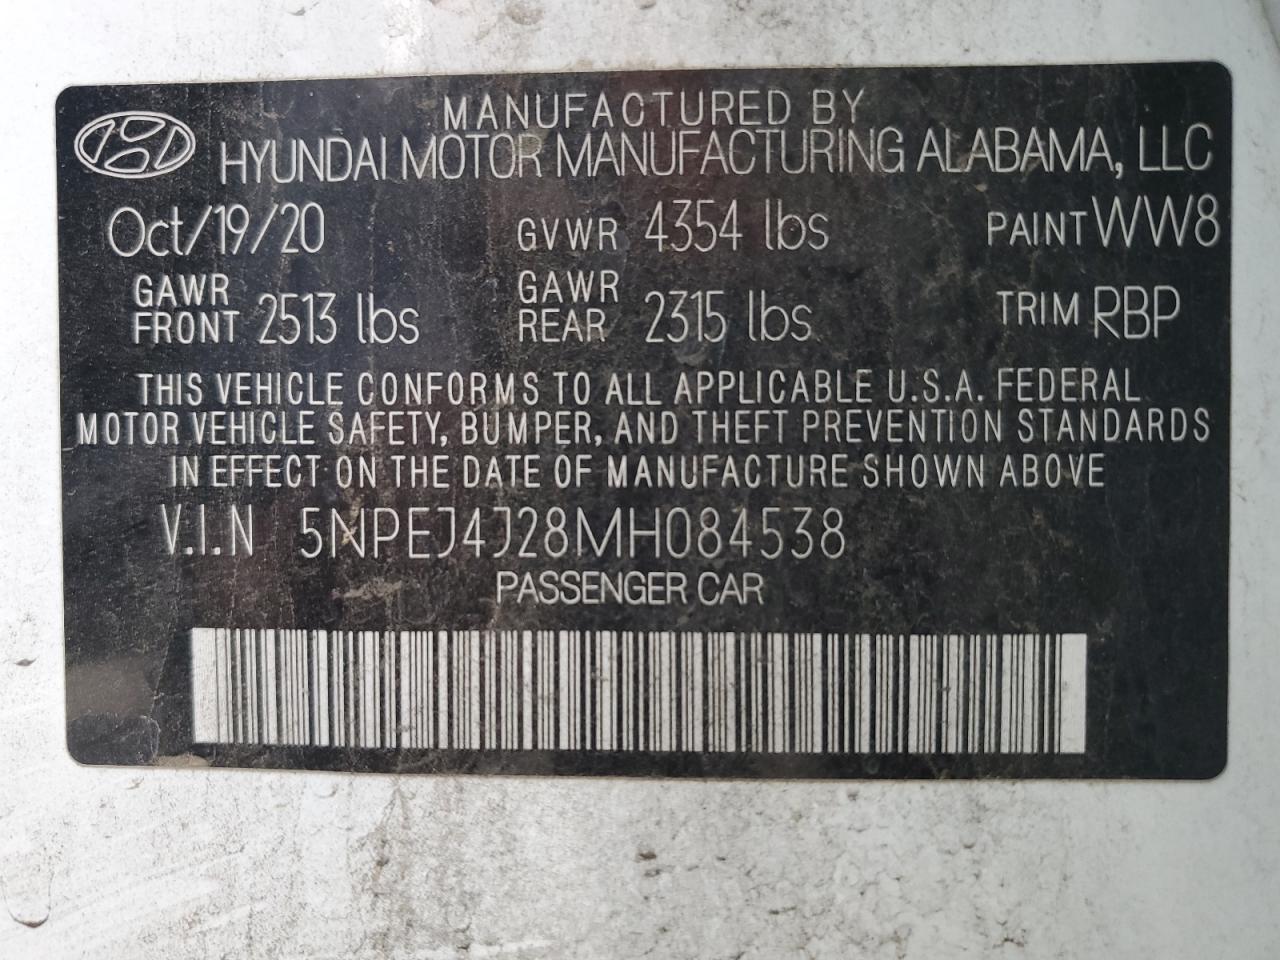 MANUFACTURED BY
HYUNDAI MOTOR MANUFACTURING ALABAMA, LLC
Oct/19/20 GVWR 4354 lbs PAINT WW8
GAWR FRONT 2513 lbs GAWR REAR 2315 lbs TRIM RBP
THIS VEHICLE CONFORMS TO ALL APPLICABLE U.S.A. FEDERAL
MOTOR VEHICLE SAFETY, BUMPER, AND THEFT PREVENTION STANDARDS
IN EFFECT ON THE DATE OF MANUFACTURE SHOWN ABOVE
V.I.N 5NPEJ4J28MH084538
PASSENGER CAR